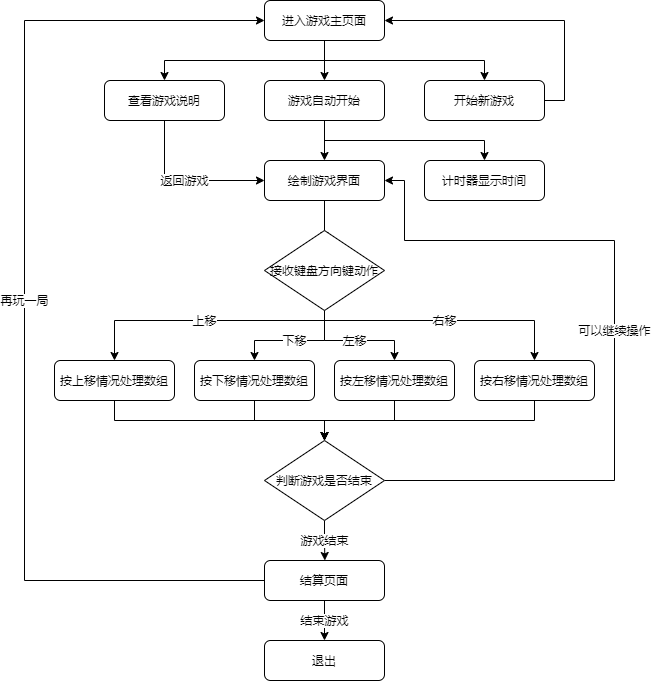 进入游戏主页面
查看游戏说明
游戏自动开始
开始新游戏
返回游戏
绘制游戏界面
计时器显示时间
接收键盘方向键动作
再玩一局
上移
右移
可以继续操作
下移
左移
按上移情况处理数组
按下移情况处理数组
按左移情况处理数组
按右移情况处理数组
判断游戏是否结束
游戏结束
结算页面
结束游戏
退出